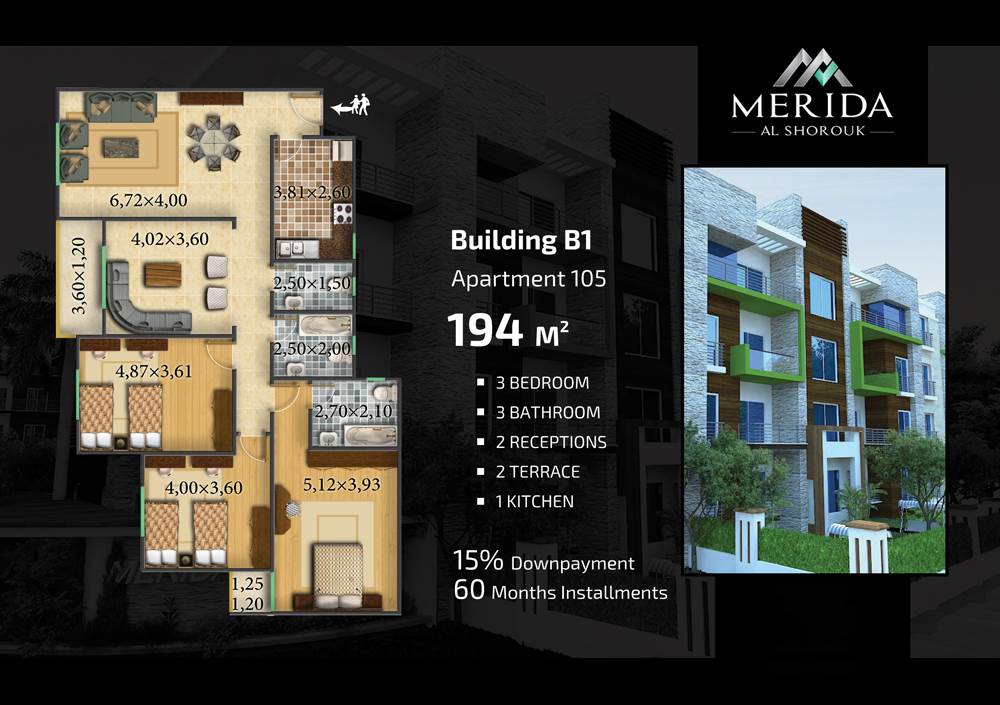 MERIDA
AL SHOROUK
6,72×4,00
3,81×2,60
4,02×3,60
3,60×1,20
2,50×1,50
2,50×2,00
4,87×3,61
2,70×2,10
4,00×3,60
5,12×3,93
1,25
1,20
Building B1
Apartment 105
194 M²
▪ 3 BEDROOM
▪ 3 BATHROOM
▪ 2 RECEPTIONS
▪ 2 TERRACE
▪ 1 KITCHEN
15% Downpayment
60 Months Installments
MERIDA